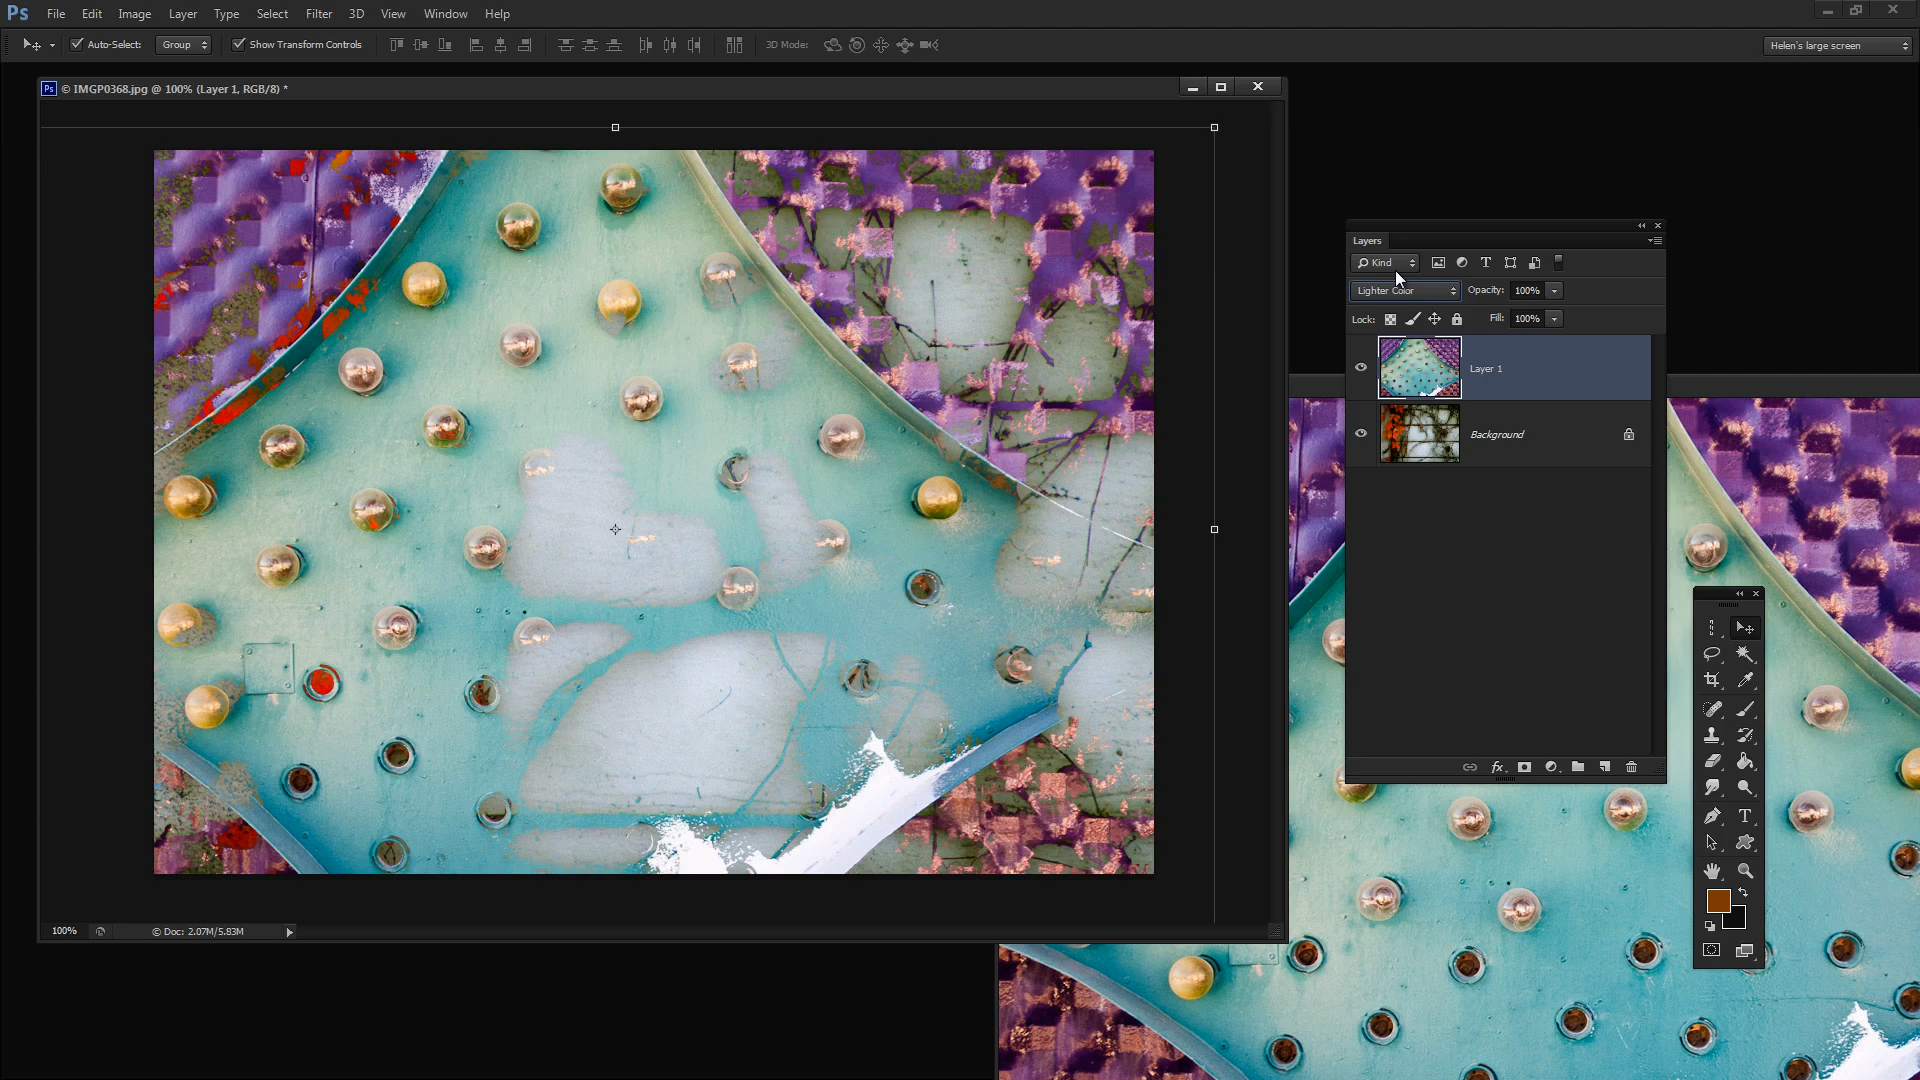 Ps File Edit Image Layer Type Select Filter 3D View Window Help
Auto-Select: Group Show Transform Controls 3D Mode: Helen's large screen
Ps © IMGP0368.jpg @ 100% (Layer 1, RGB/8) *
Layers
Kind T
Lighter Color Opacity: 100%
Lock: Fill: 100%
Layer 1
Background
fx
T
100% © Doc: 2.07M/5.83M